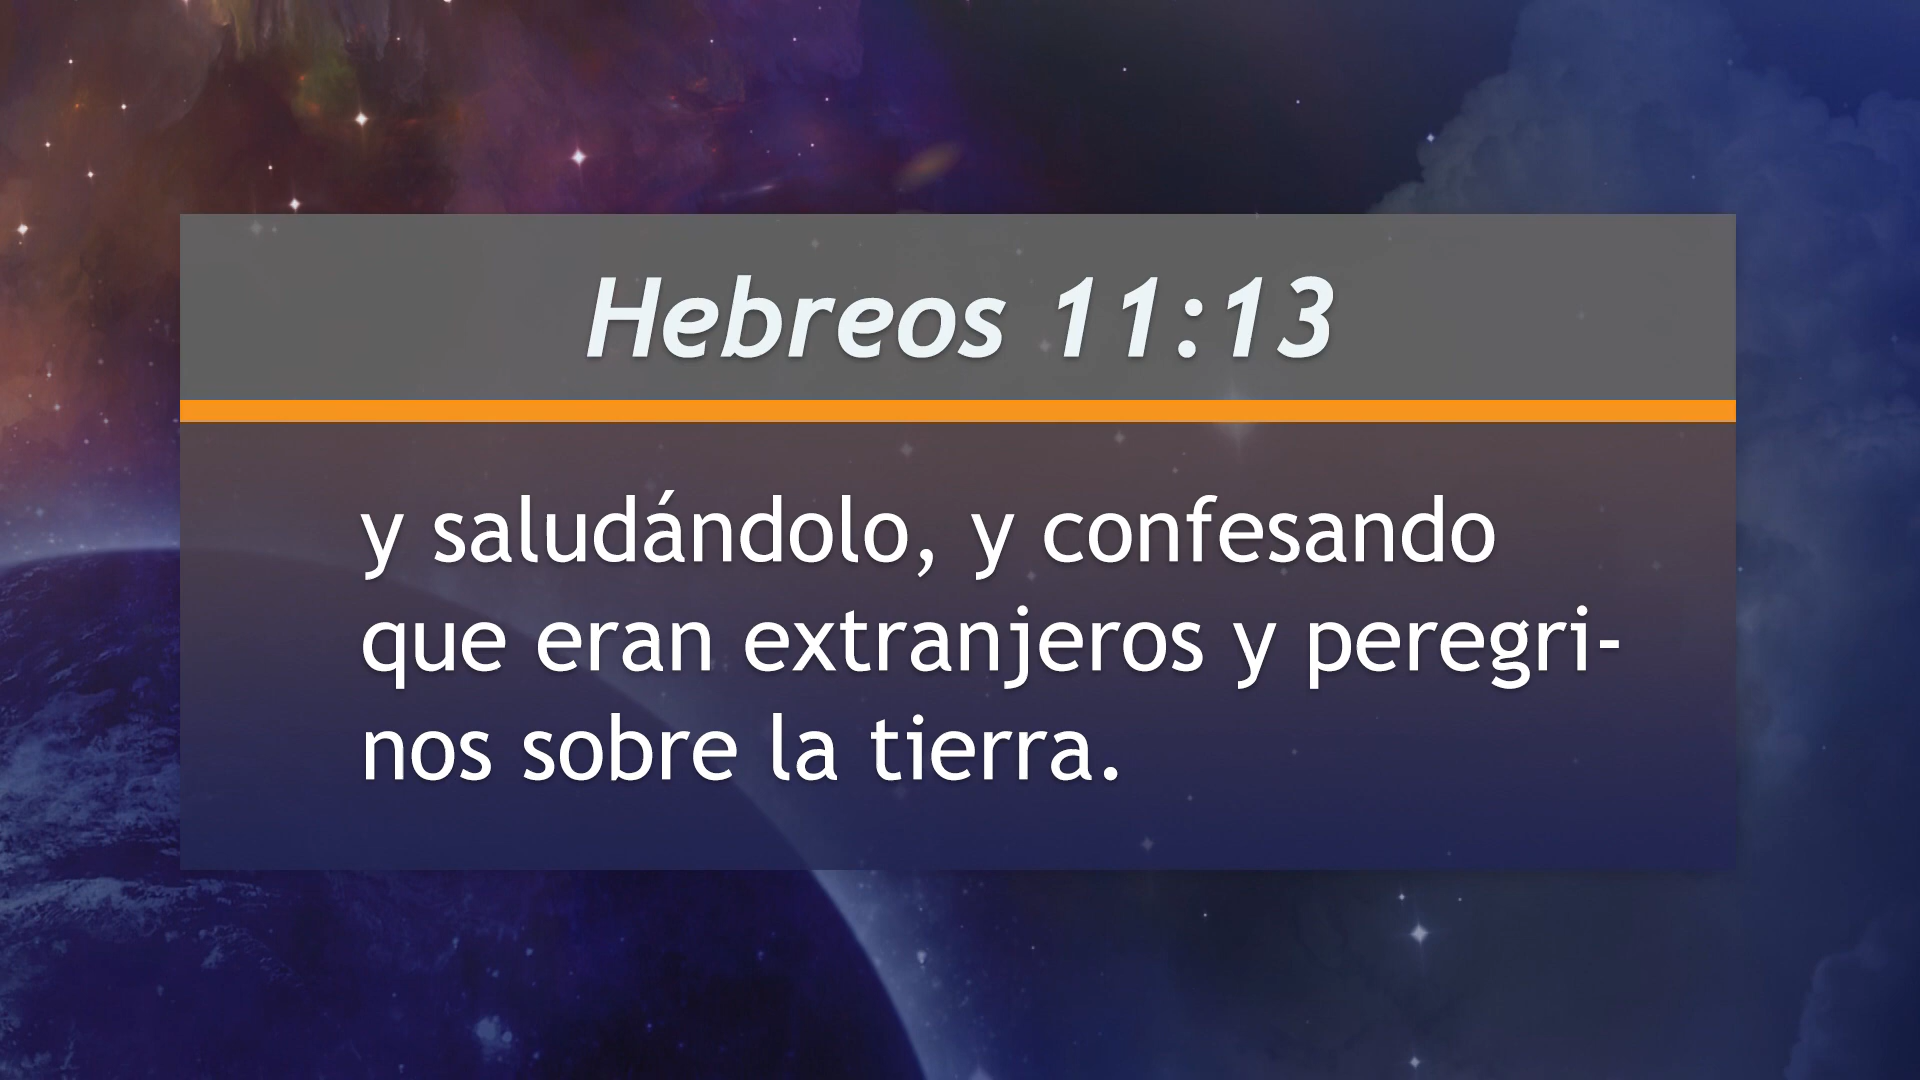 Hebreos 11:13
y saludándolo, y confesando
que eran extranjeros y peregri-
nos sobre la tierra.